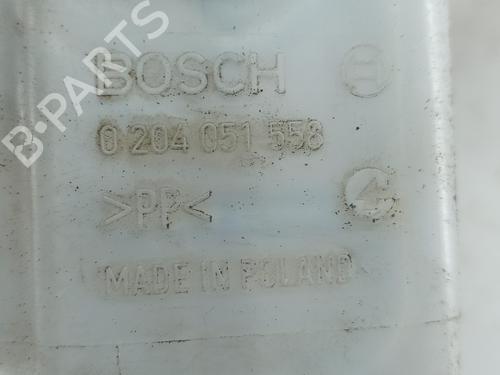 B-PARTS
BOSCH
0 204 051 558
>PP<
MADE IN POLAND